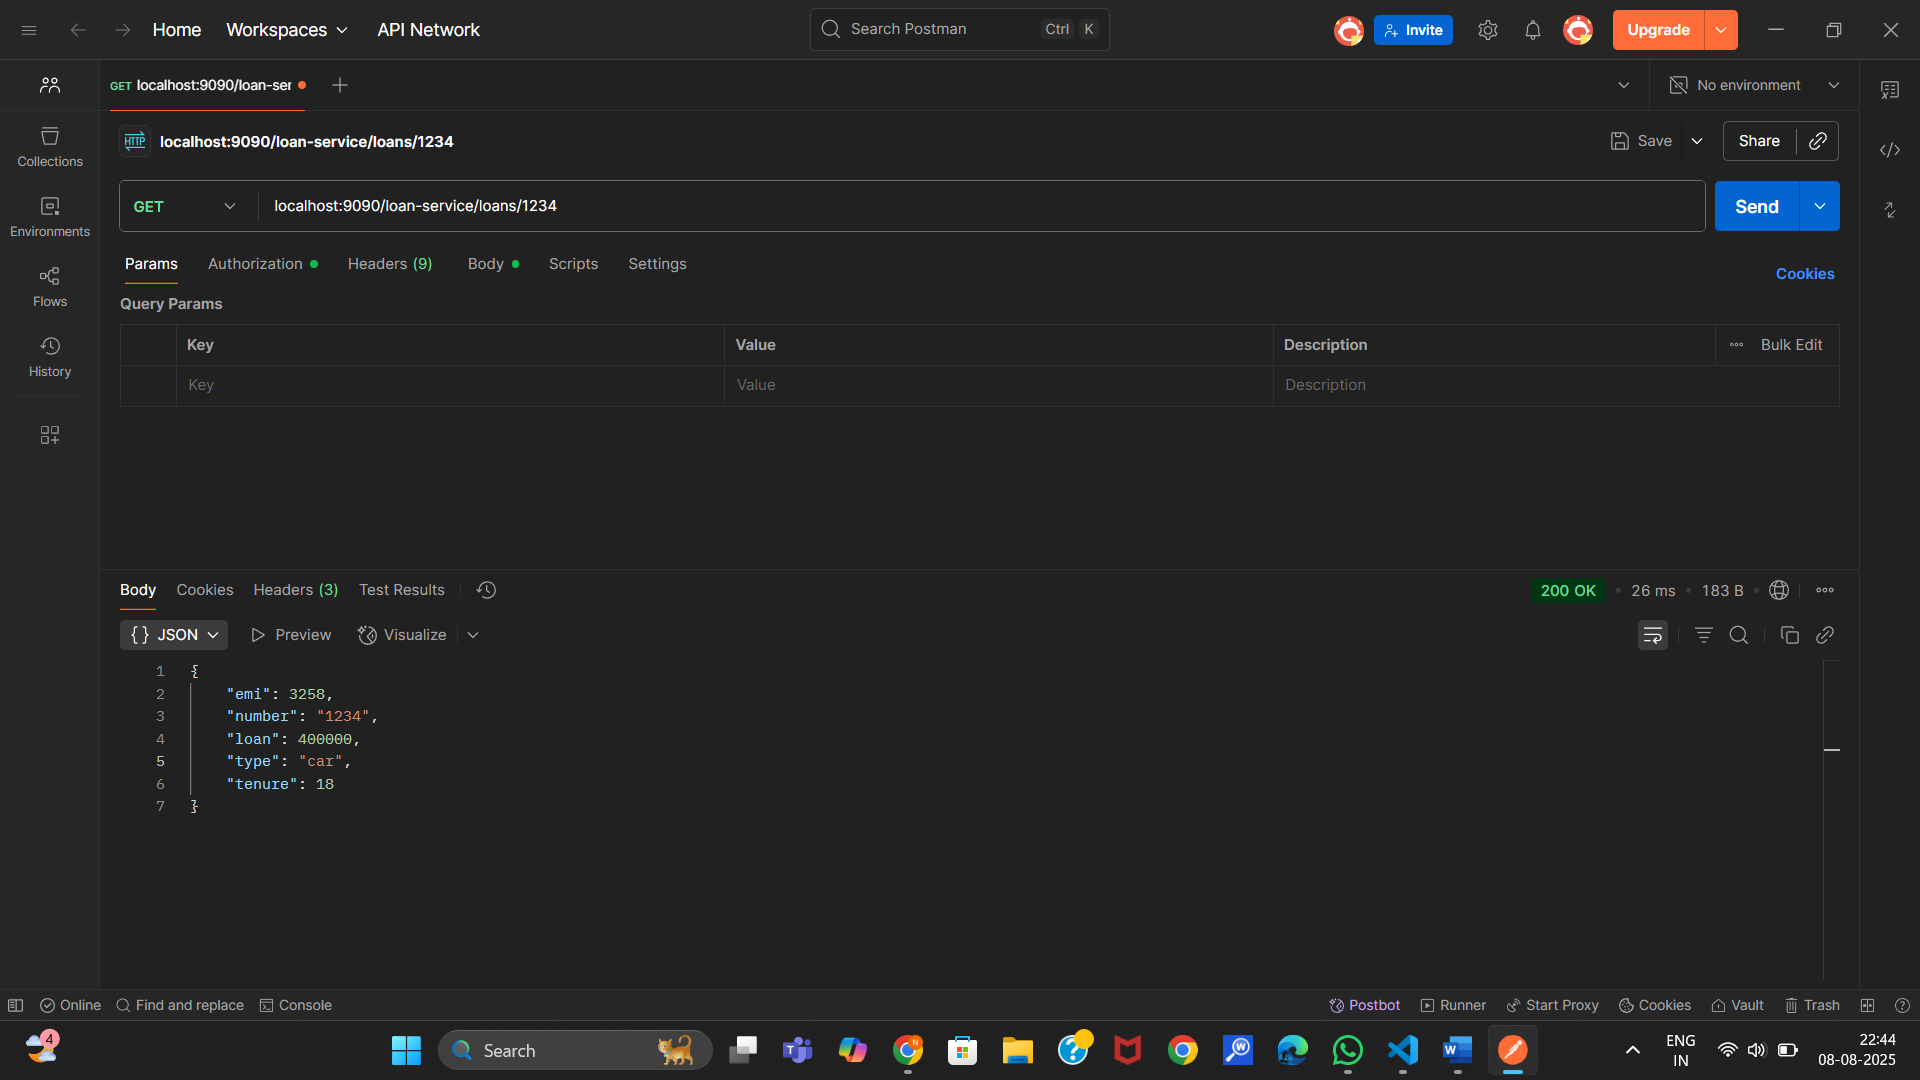 Home Workspaces API Network Search Postman Ctrl K Invite Upgrade
GET localhost:9090/loan-ser No environment
HTTP localhost:9090/loan-service/loans/1234 Save Share
Collections
GET localhost:9090/loan-service/loans/1234 Send
Environments
Params Authorization Headers (9) Body Scripts Settings Cookies
Flows
Query Params
Key Value Description Bulk Edit
History
Key Value Description
Body Cookies Headers (3) Test Results 200 OK 26 ms 183 B
{} JSON Preview Visualize
1 {
2 "emi": 3258,
3 "number": "1234",
4 "loan": 400000,
5 "type": "car",
6 "tenure": 18
7 }
Online Find and replace Console Postbot Runner Start Proxy Cookies Vault Trash
4 Search ENG 22:44
IN 08-08-2025